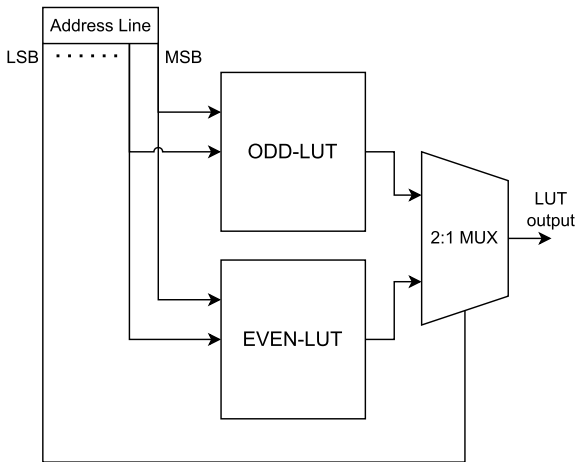 Address Line
LSB
MSB
ODD-LUT
LUT
output
2:1 MUX
EVEN-LUT